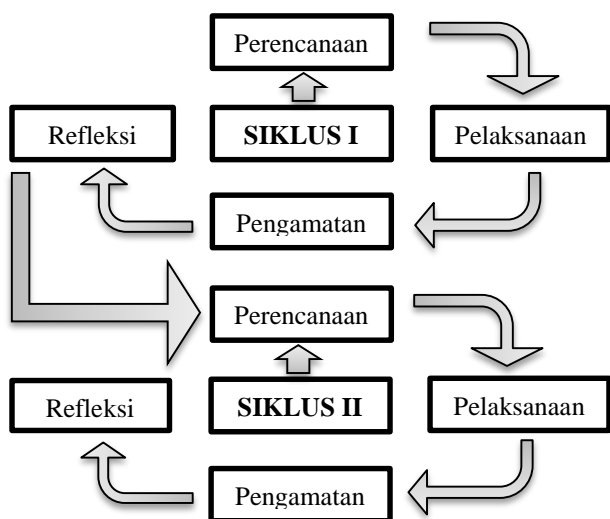 Perencanaan
Refleksi
SIKLUS I
Pelaksanaan
Pengamatan
Perencanaan
Refleksi
SIKLUS II
Pelaksanaan
Pengamatan